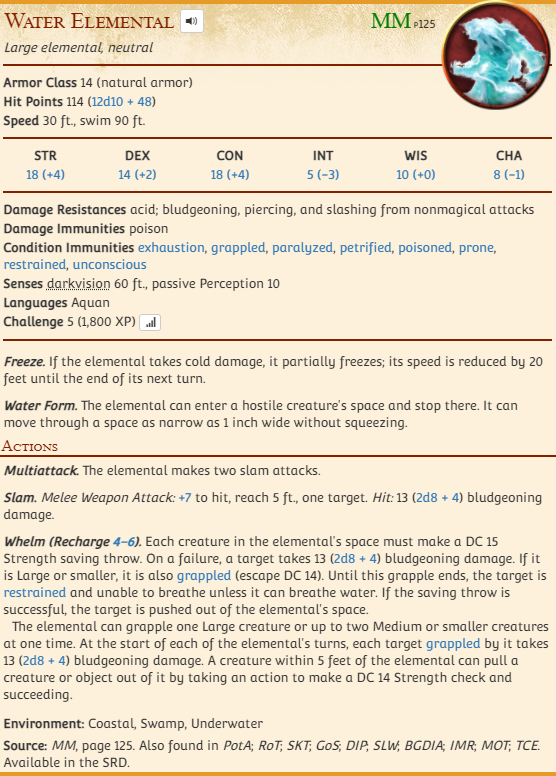 Water Elemental MM P125
Large elemental, neutral
Armor Class 14 (natural armor)
Hit Points 114 (12d10 + 48)
Speed 30 ft., swim 90 ft.
STR DEX CON INT WIS CHA
18 (+4) 14 (+2) 18 (+4) 5 (−3) 10 (+0) 8 (−1)
Damage Resistances acid; bludgeoning, piercing, and slashing from nonmagical attacks
Damage Immunities poison
Condition Immunities exhaustion, grappled, paralyzed, petrified, poisoned, prone,
restrained, unconscious
Senses darkvision 60 ft., passive Perception 10
Languages Aquan
Challenge 5 (1,800 XP)
Freeze. If the elemental takes cold damage, it partially freezes; its speed is reduced by 20
feet until the end of its next turn.
Water Form. The elemental can enter a hostile creature's space and stop there. It can
move through a space as narrow as 1 inch wide without squeezing.
Actions
Multiattack. The elemental makes two slam attacks.
Slam. Melee Weapon Attack: +7 to hit, reach 5 ft., one target. Hit: 13 (2d8 + 4) bludgeoning
damage.
Whelm (Recharge 4–6). Each creature in the elemental's space must make a DC 15
Strength saving throw. On a failure, a target takes 13 (2d8 + 4) bludgeoning damage. If it
is Large or smaller, it is also grappled (escape DC 14). Until this grapple ends, the target is
restrained and unable to breathe unless it can breathe water. If the saving throw is
successful, the target is pushed out of the elemental's space.
The elemental can grapple one Large creature or up to two Medium or smaller creatures
at one time. At the start of each of the elemental's turns, each target grappled by it takes
13 (2d8 + 4) bludgeoning damage. A creature within 5 feet of the elemental can pull a
creature or object out of it by taking an action to make a DC 14 Strength check and
succeeding.
Environment: Coastal, Swamp, Underwater
Source: MM, page 125. Also found in PotA; RoT; SKT; GoS; DIP; SLW; BGDIA; IMR; MOT; TCE.
Available in the SRD.